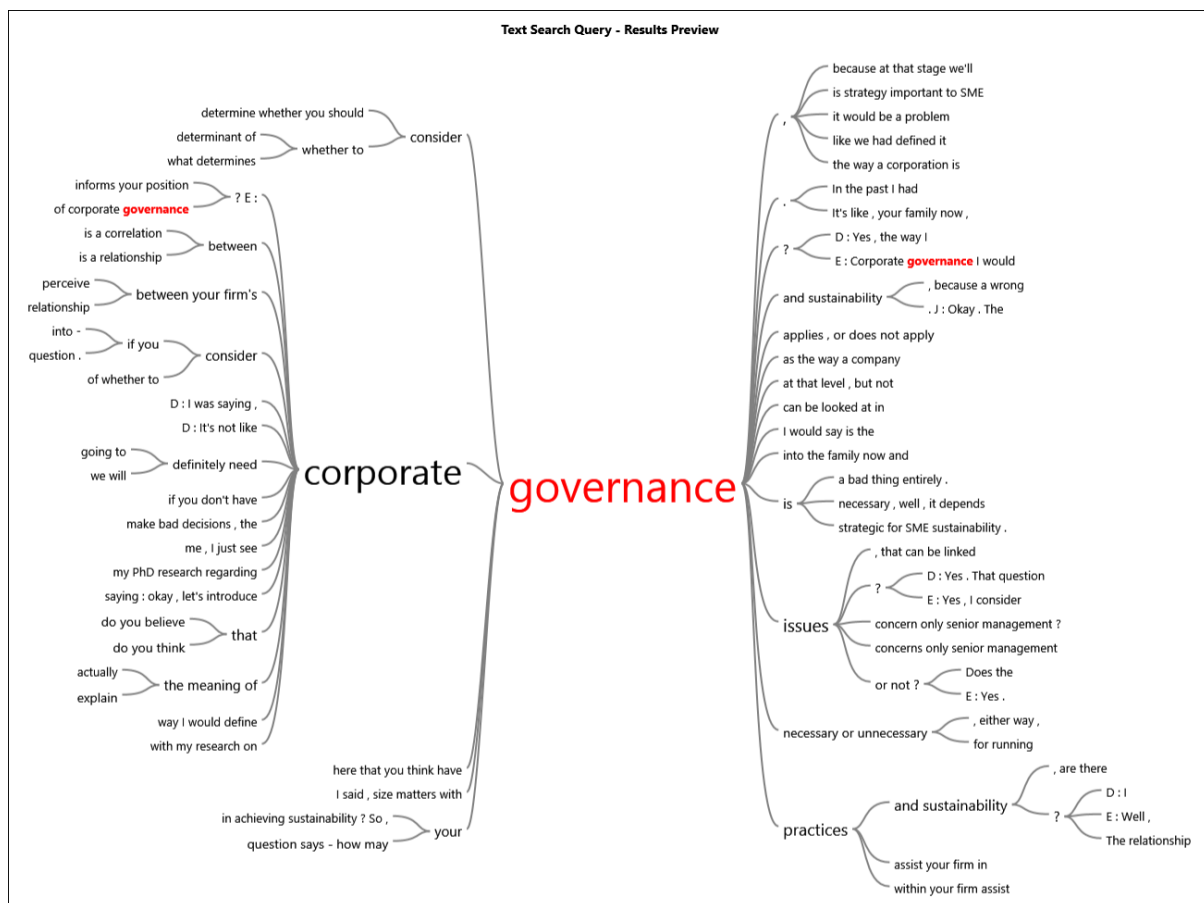 Text Search Query - Results Preview
determine whether you should
determinant of
what determines
whether to
consider
informs your position
of corporate governance
? E :
is a correlation
is a relationship
between
perceive
relationship
between your firm's
into -
question .
if you
of whether to
consider
D : I was saying ,
D : It's not like
going to
we will
definitely need
if you don't have
make bad decisions , the
me , I just see
my PhD research regarding
saying : okay , let's introduce
do you believe
do you think
that
actually
explain
the meaning of
way I would define
with my research on
corporate
here that you think have
I said , size matters with
in achieving sustainability ? So ,
question says - how may
your
governance
,
because at that stage we'll
is strategy important to SME
it would be a problem
like we had defined it
the way a corporation is
.
In the past I had
It's like , your family now ,
?
D : Yes , the way I
E : Corporate governance I would
and sustainability
, because a wrong
. J : Okay . The
applies , or does not apply
as the way a company
at that level , but not
can be looked at in
I would say is the
into the family now and
is
a bad thing entirely .
necessary , well , it depends
strategic for SME sustainability .
issues
, that can be linked
?
D : Yes . That question
E : Yes , I consider
concern only senior management ?
concerns only senior management
or not ?
Does the
E : Yes .
necessary or unnecessary
, either way ,
for running
practices
and sustainability
, are there
?
D : I
E : Well ,
The relationship
assist your firm in
within your firm assist